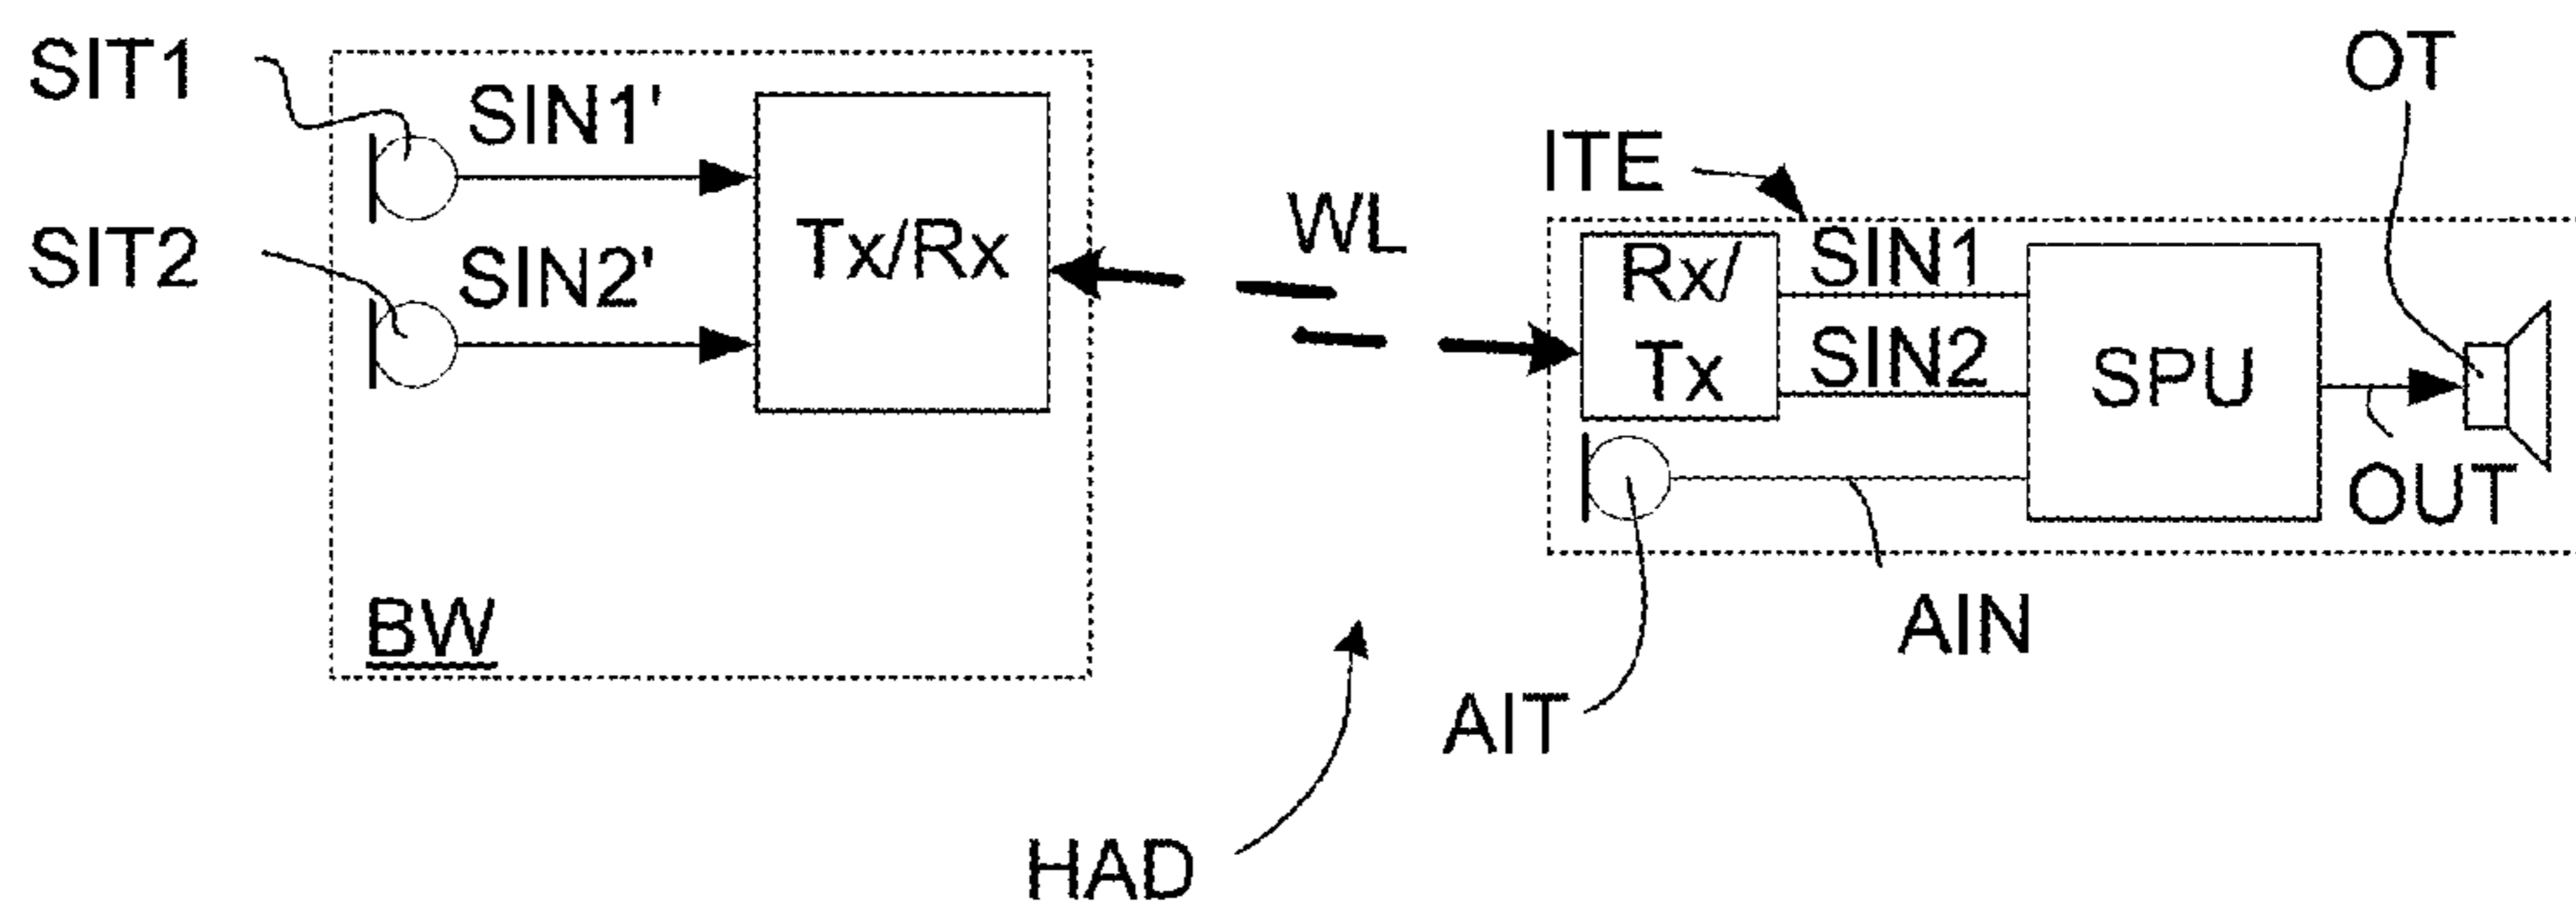 SIT1
SIN1'
SIT2
SIN2'
Tx/Rx
BW
WL
ITE
Rx/
Tx
SIN1
SIN2
SPU
OT
OUT
AIN
AIT
HAD